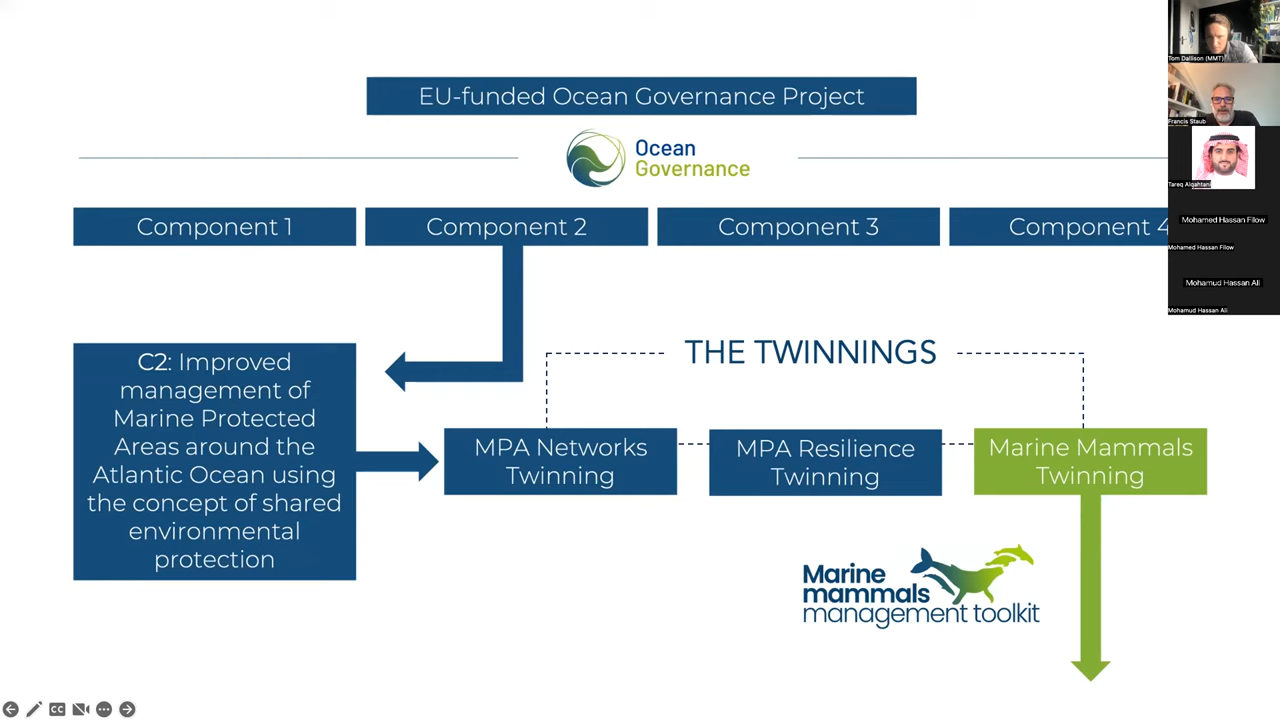 EU-funded Ocean Governance Project
Ocean
Governance
Component 1
Component 2
Component 3
Component 4
C2: Improved
management of
Marine Protected
Areas around the
Atlantic Ocean using
the concept of shared
environmental
protection
THE TWINNINGS
MPA Networks
Twinning
MPA Resilience
Twinning
Marine Mammals
Twinning
Marine
mammals
management toolkit
Tom Dallison (MMT)
Francis Staub
Tareq Alqahtani
Mohamed Hassan Filow
Mohamed Hassan Filow
Mohamud Hassan Ali
Mohamud Hassan Ali
CC